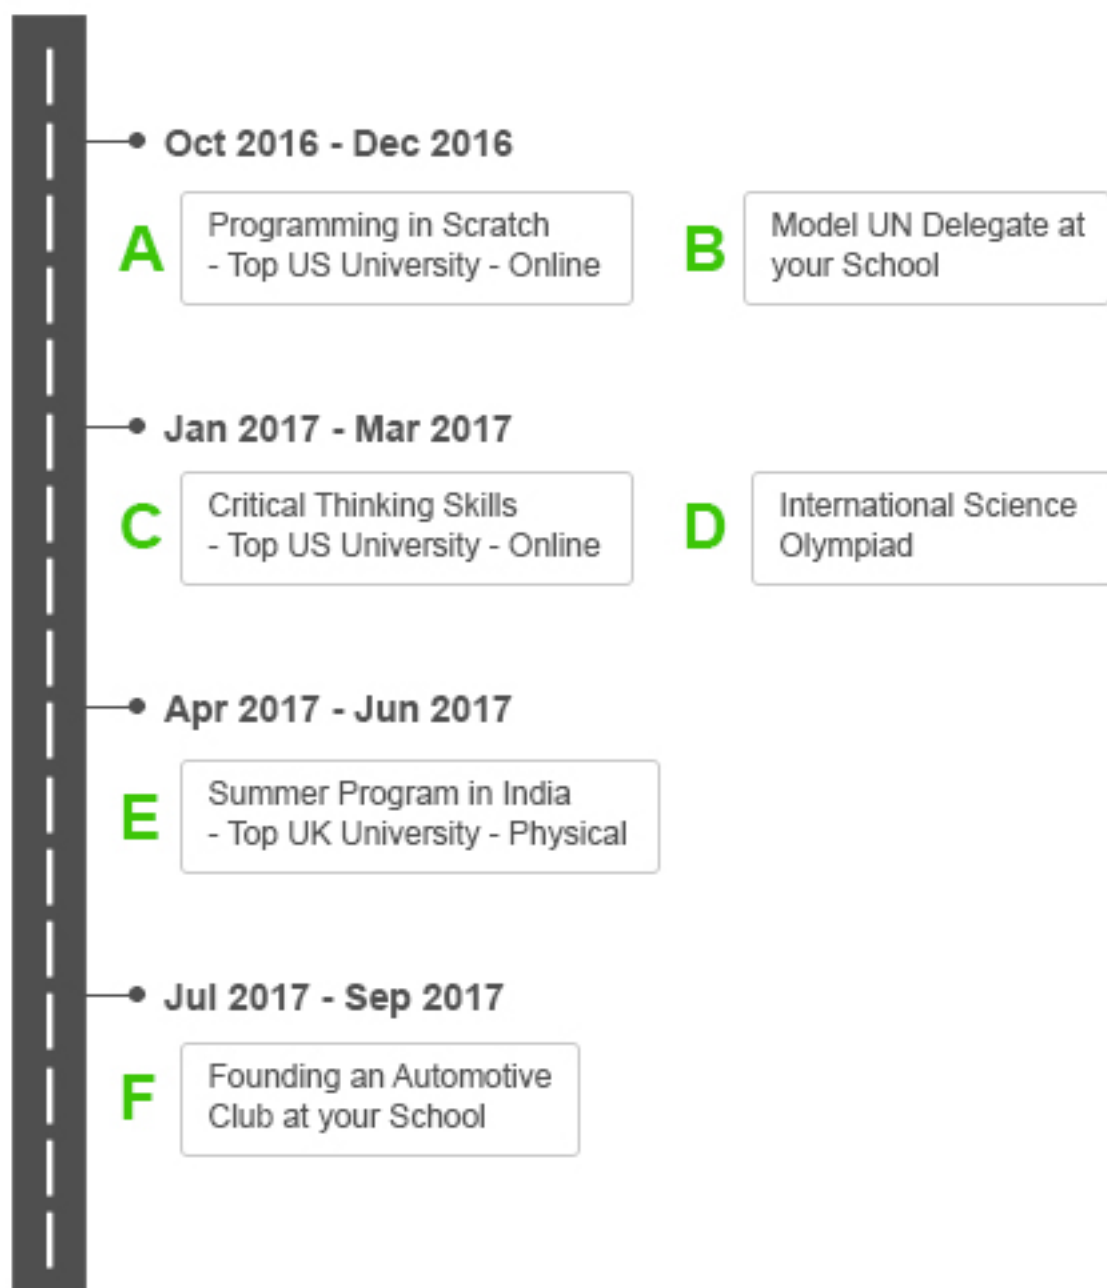 Oct 2016 - Dec 2016
A
Programming in Scratch
- Top US University - Online
B
Model UN Delegate at
your School
Jan 2017 - Mar 2017
C
Critical Thinking Skills
- Top US University - Online
D
International Science
Olympiad
Apr 2017 - Jun 2017
E
Summer Program in India
- Top UK University - Physical
Jul 2017 - Sep 2017
F
Founding an Automotive
Club at your School